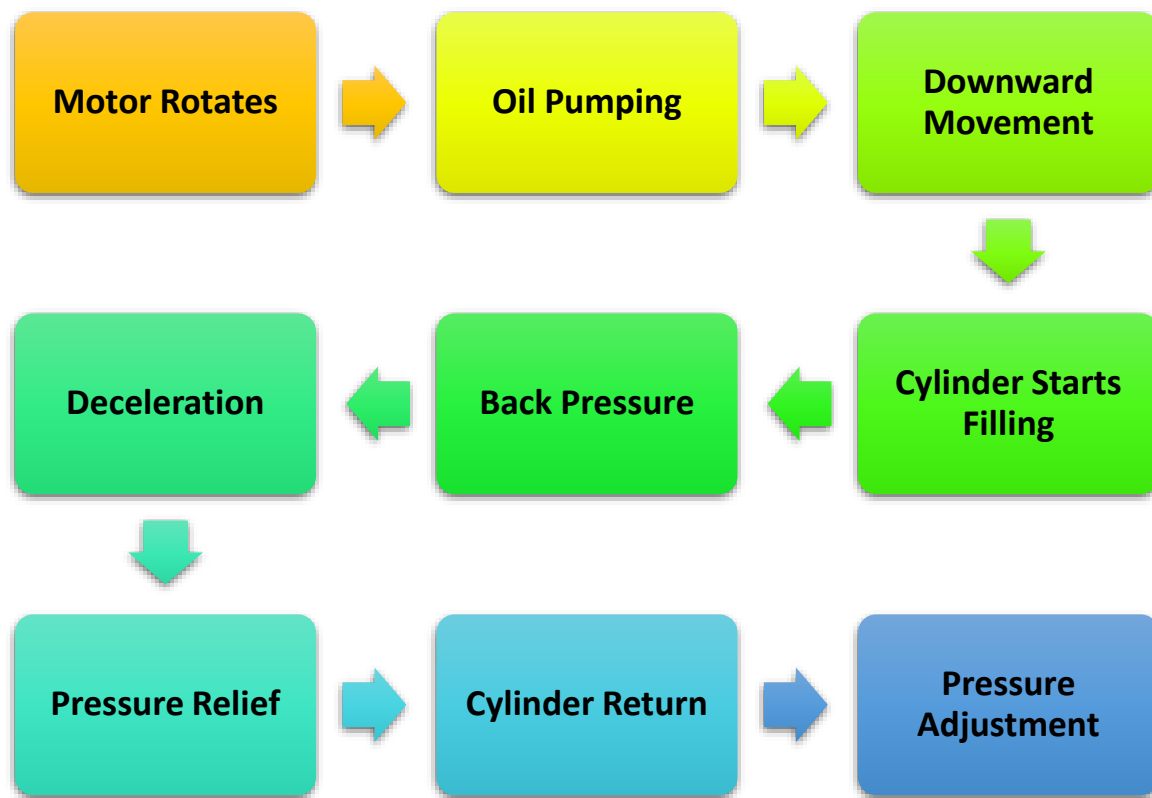 Motor Rotates
Oil Pumping
Downward
Movement
Cylinder Starts
Filling
Back Pressure
Deceleration
Pressure Relief
Cylinder Return
Pressure
Adjustment